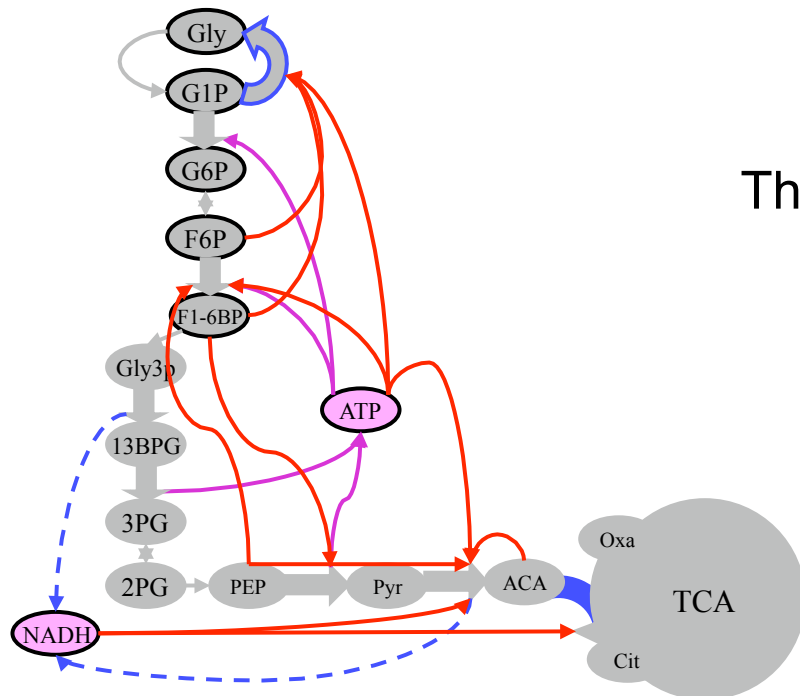 Gly
G1P
G6P
Th
F6P
F1-6BP
Gly3p
ATP
13BPG
3PG
Oxa
2PG
PEP
Pyr
ACA
TCA
NADH
Cit